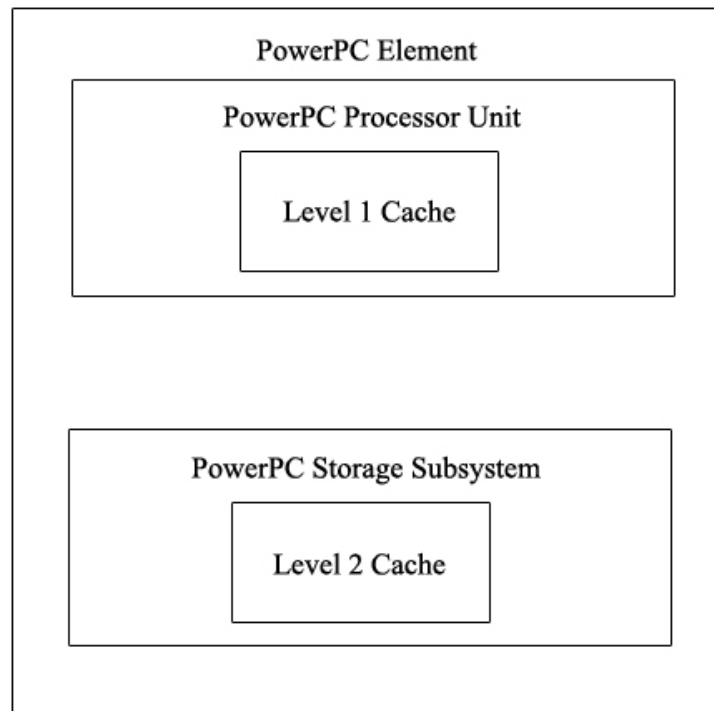 PowerPC Element
PowerPC Processor Unit
Level 1 Cache
PowerPC Storage Subsystem
Level 2 Cache